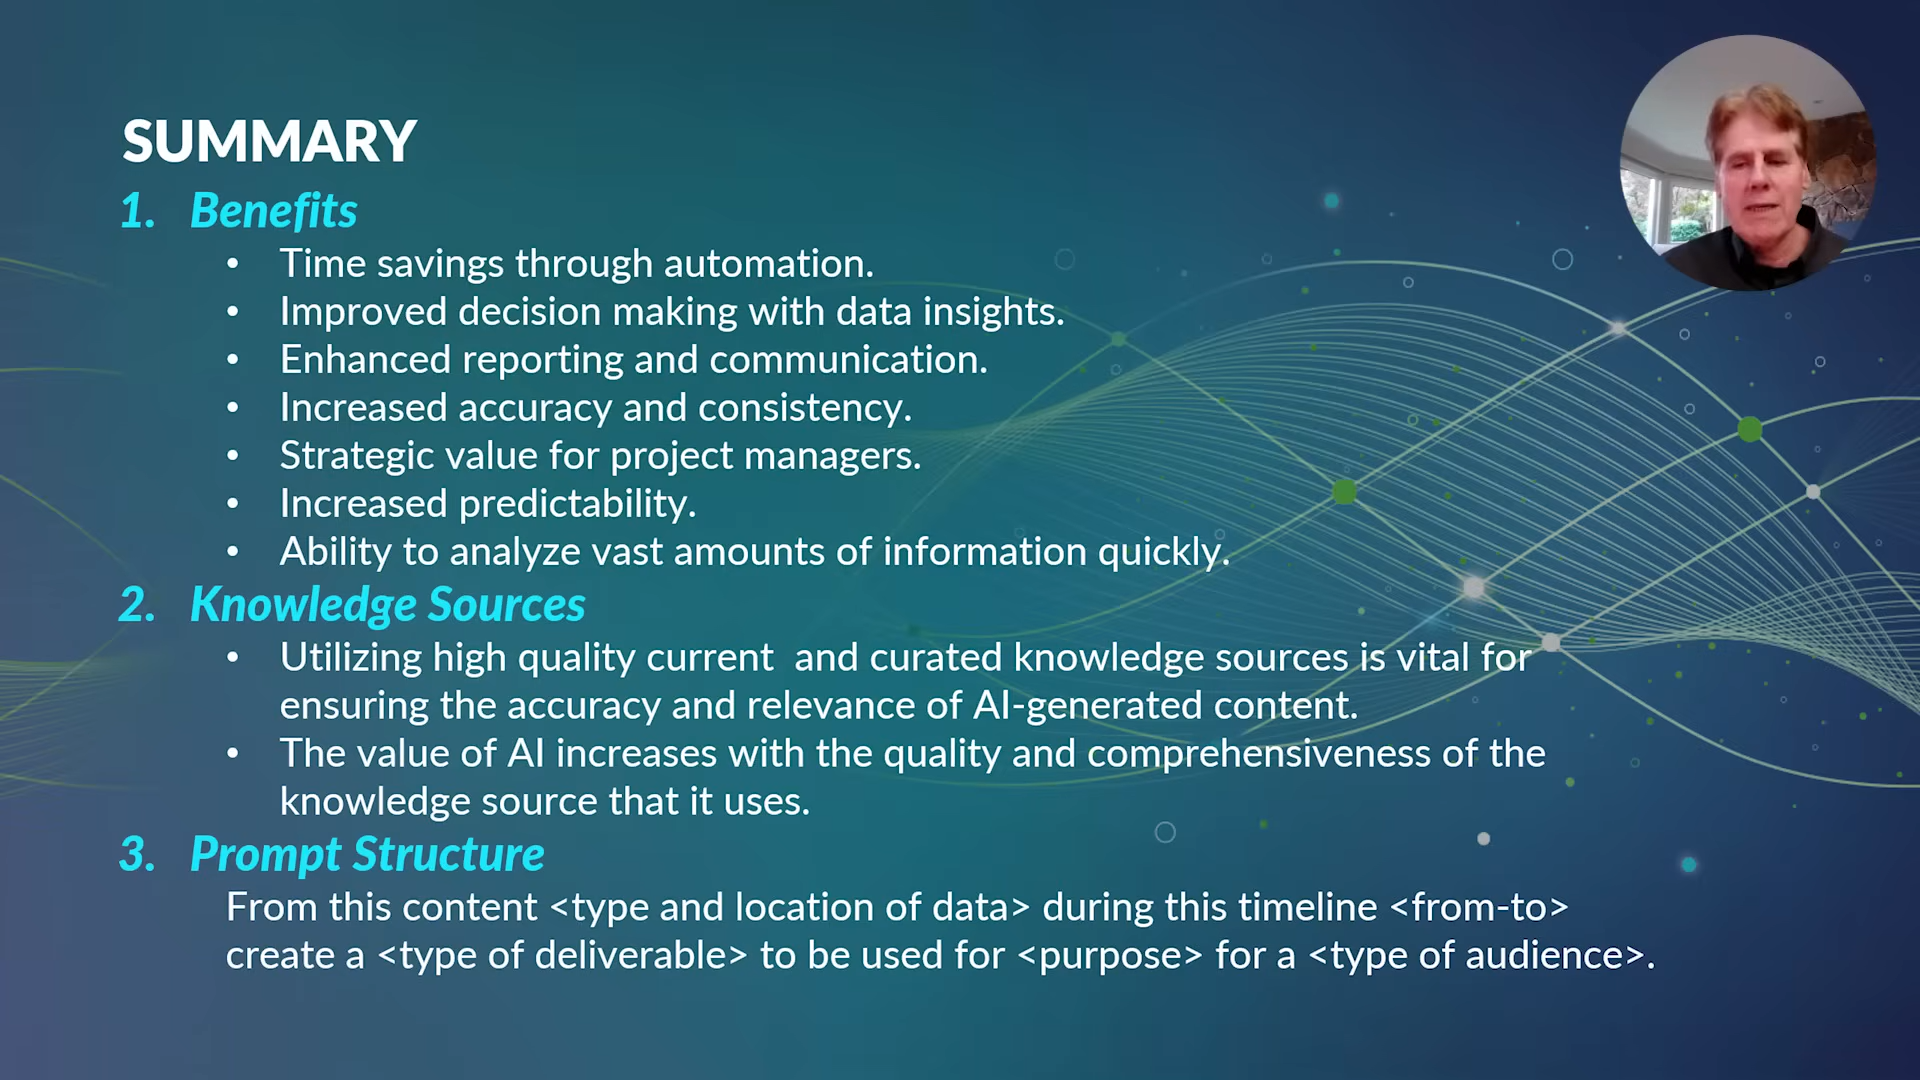 SUMMARY
1. Benefits
• Time savings through automation.
• Improved decision making with data insights.
• Enhanced reporting and communication.
• Increased accuracy and consistency.
• Strategic value for project managers.
• Increased predictability.
• Ability to analyze vast amounts of information quickly.
2. Knowledge Sources
• Utilizing high quality current  and curated knowledge sources is vital for
ensuring the accuracy and relevance of AI-generated content.
• The value of AI increases with the quality and comprehensiveness of the
knowledge source that it uses.
3. Prompt Structure
From this content <type and location of data> during this timeline <from-to>
create a <type of deliverable> to be used for <purpose> for a <type of audience>.